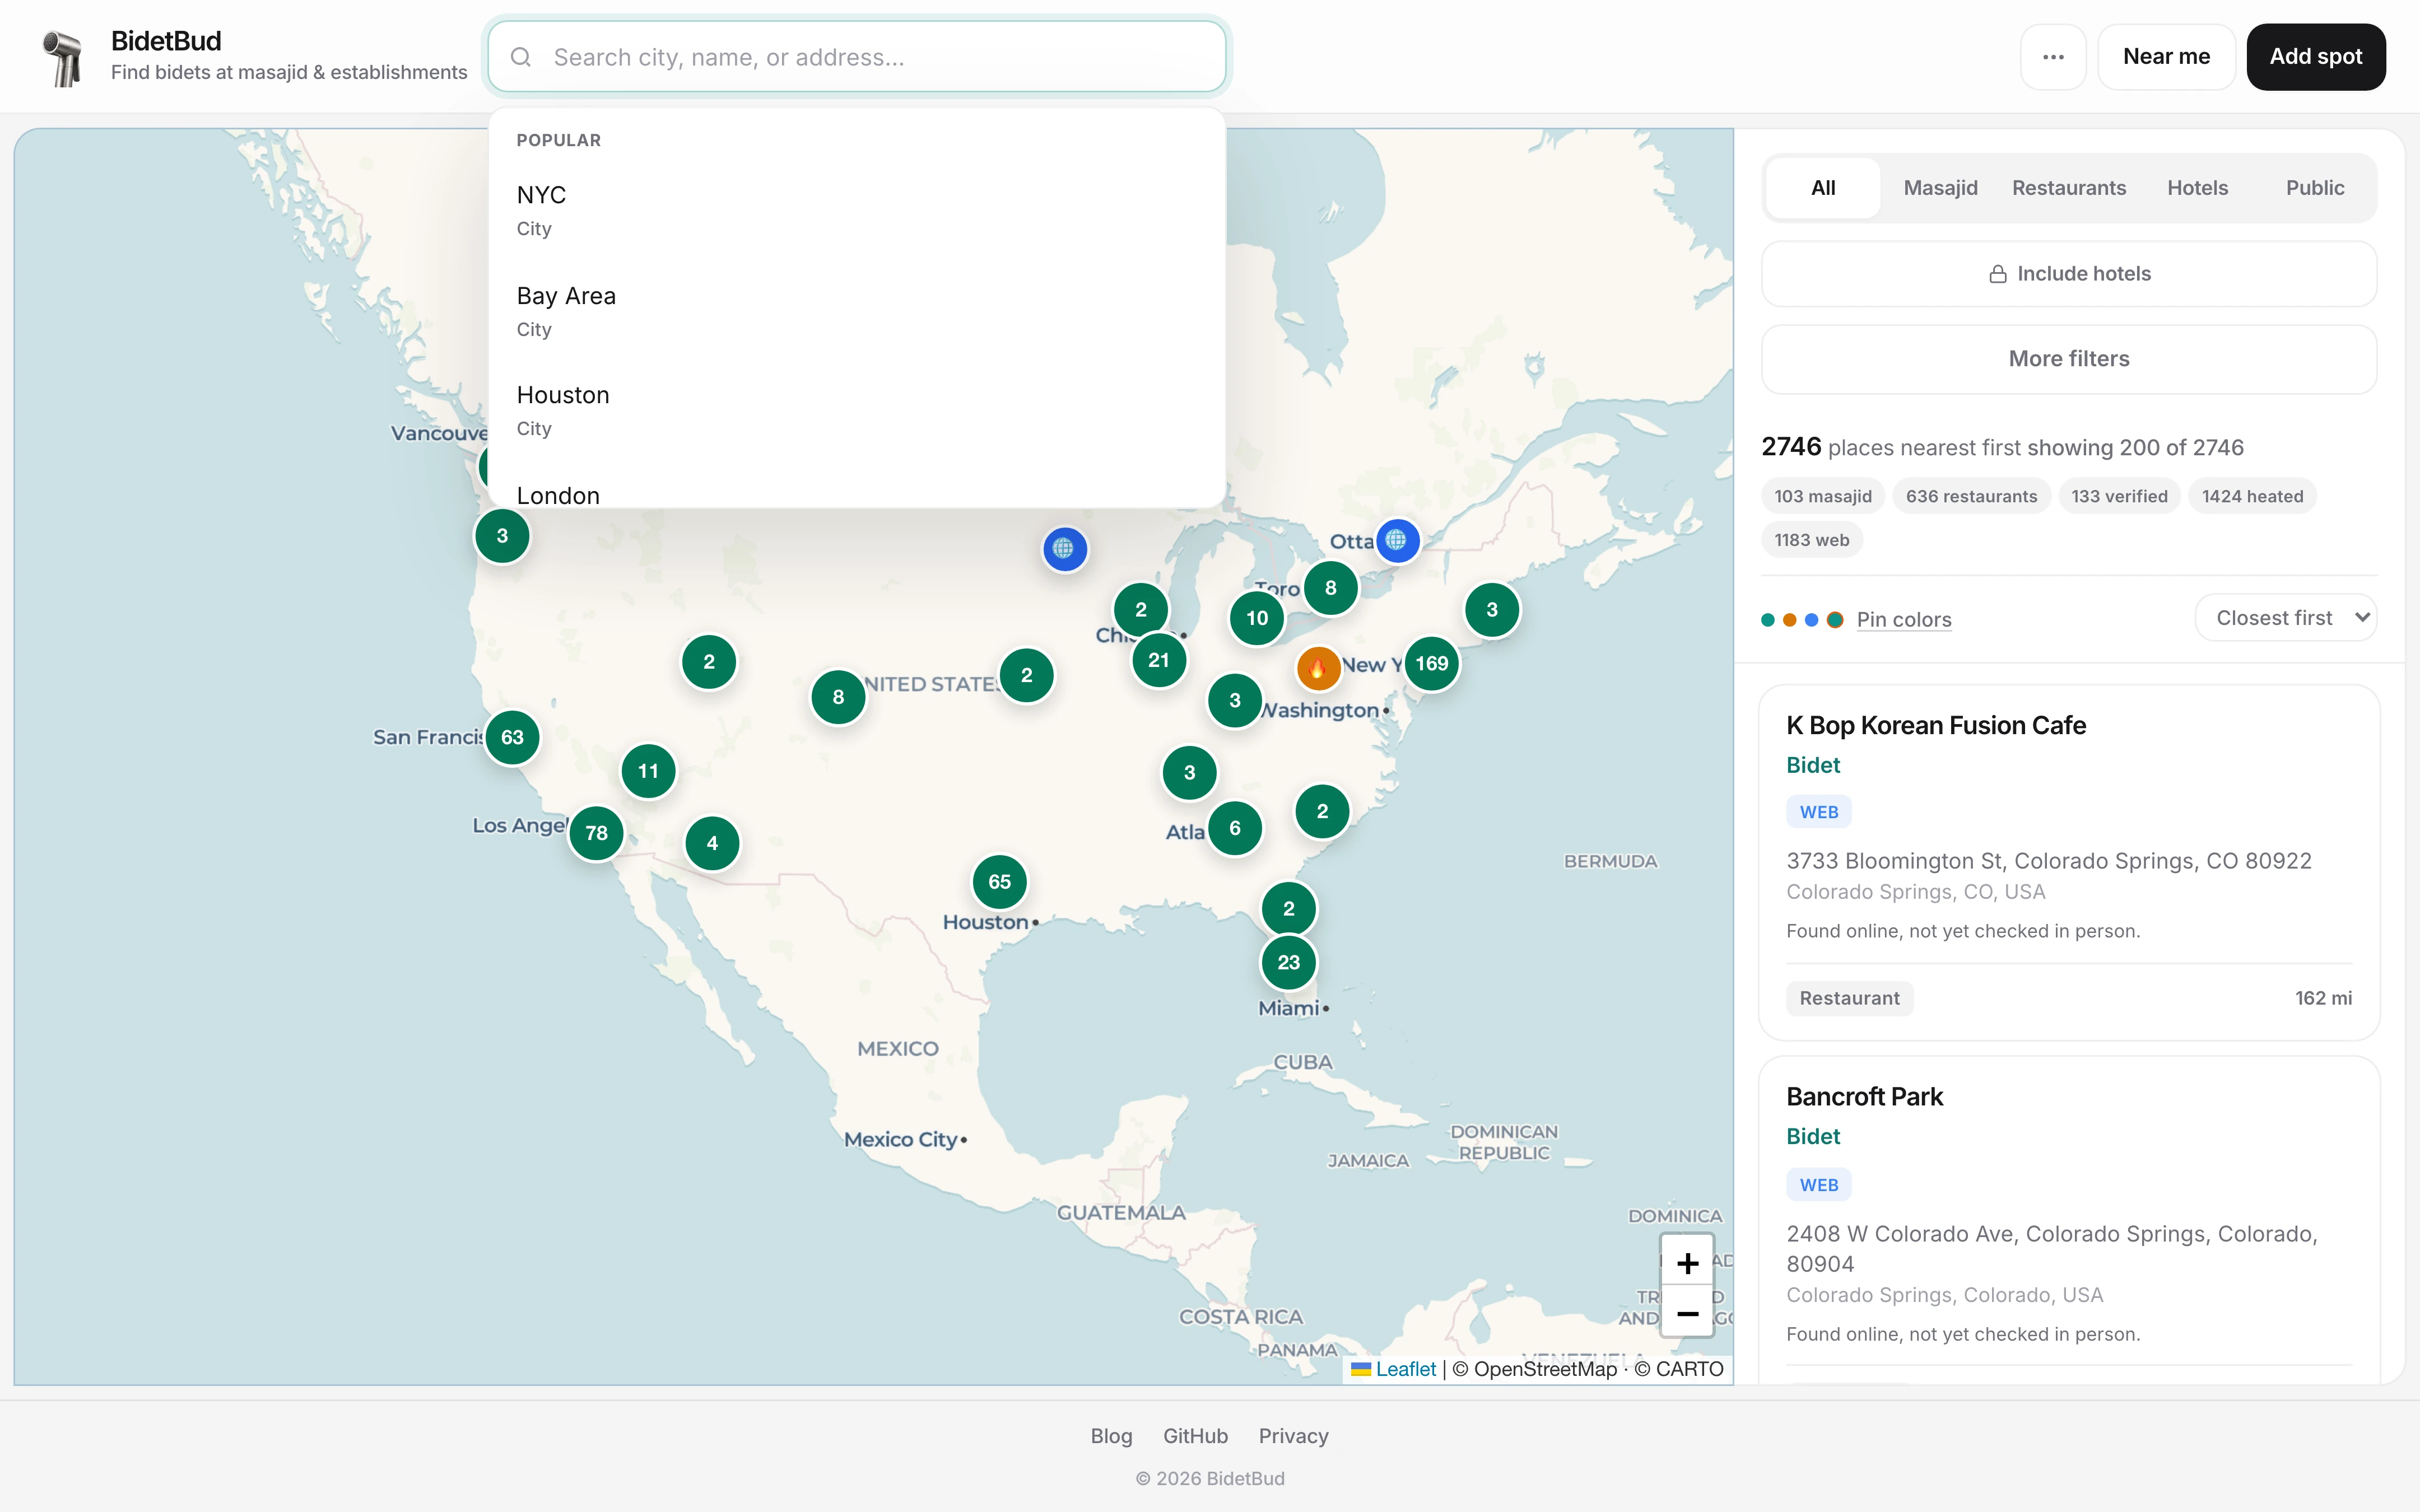 BidetBud
Find bidets at masajid & establishments
Search city, name, or address...
Near me
Add spot
POPULAR
NYC
City
Bay Area
City
Houston
City
London
Vancouve
3
Otta
Toro
8
2
10
3
Chi
21
2
8
NITED STATES
2
New Y
169
3
Washington
San Francis
63
11
3
Los Angel
78
4
Atla
6
2
BERMUDA
65
Houston
2
23
Miami
MEXICO
CUBA
Mexico City
DOMINICAN
REPUBLIC
JAMAICA
GUATEMALA
DOMINICA
+
COSTA RICA
TR
D
AND
−
PANAMA
VENEZUELA
Leaflet | © OpenStreetMap · © CARTO
All
Masajid
Restaurants
Hotels
Public
Include hotels
More filters
2746 places nearest first showing 200 of 2746
103 masajid
636 restaurants
133 verified
1424 heated
1183 web
Pin colors
Closest first
K Bop Korean Fusion Cafe
Bidet
WEB
3733 Bloomington St, Colorado Springs, CO 80922
Colorado Springs, CO, USA
Found online, not yet checked in person.
Restaurant
162 mi
Bancroft Park
Bidet
WEB
2408 W Colorado Ave, Colorado Springs, Colorado,
80904
Colorado Springs, Colorado, USA
Found online, not yet checked in person.
Blog
GitHub
Privacy
© 2026 BidetBud